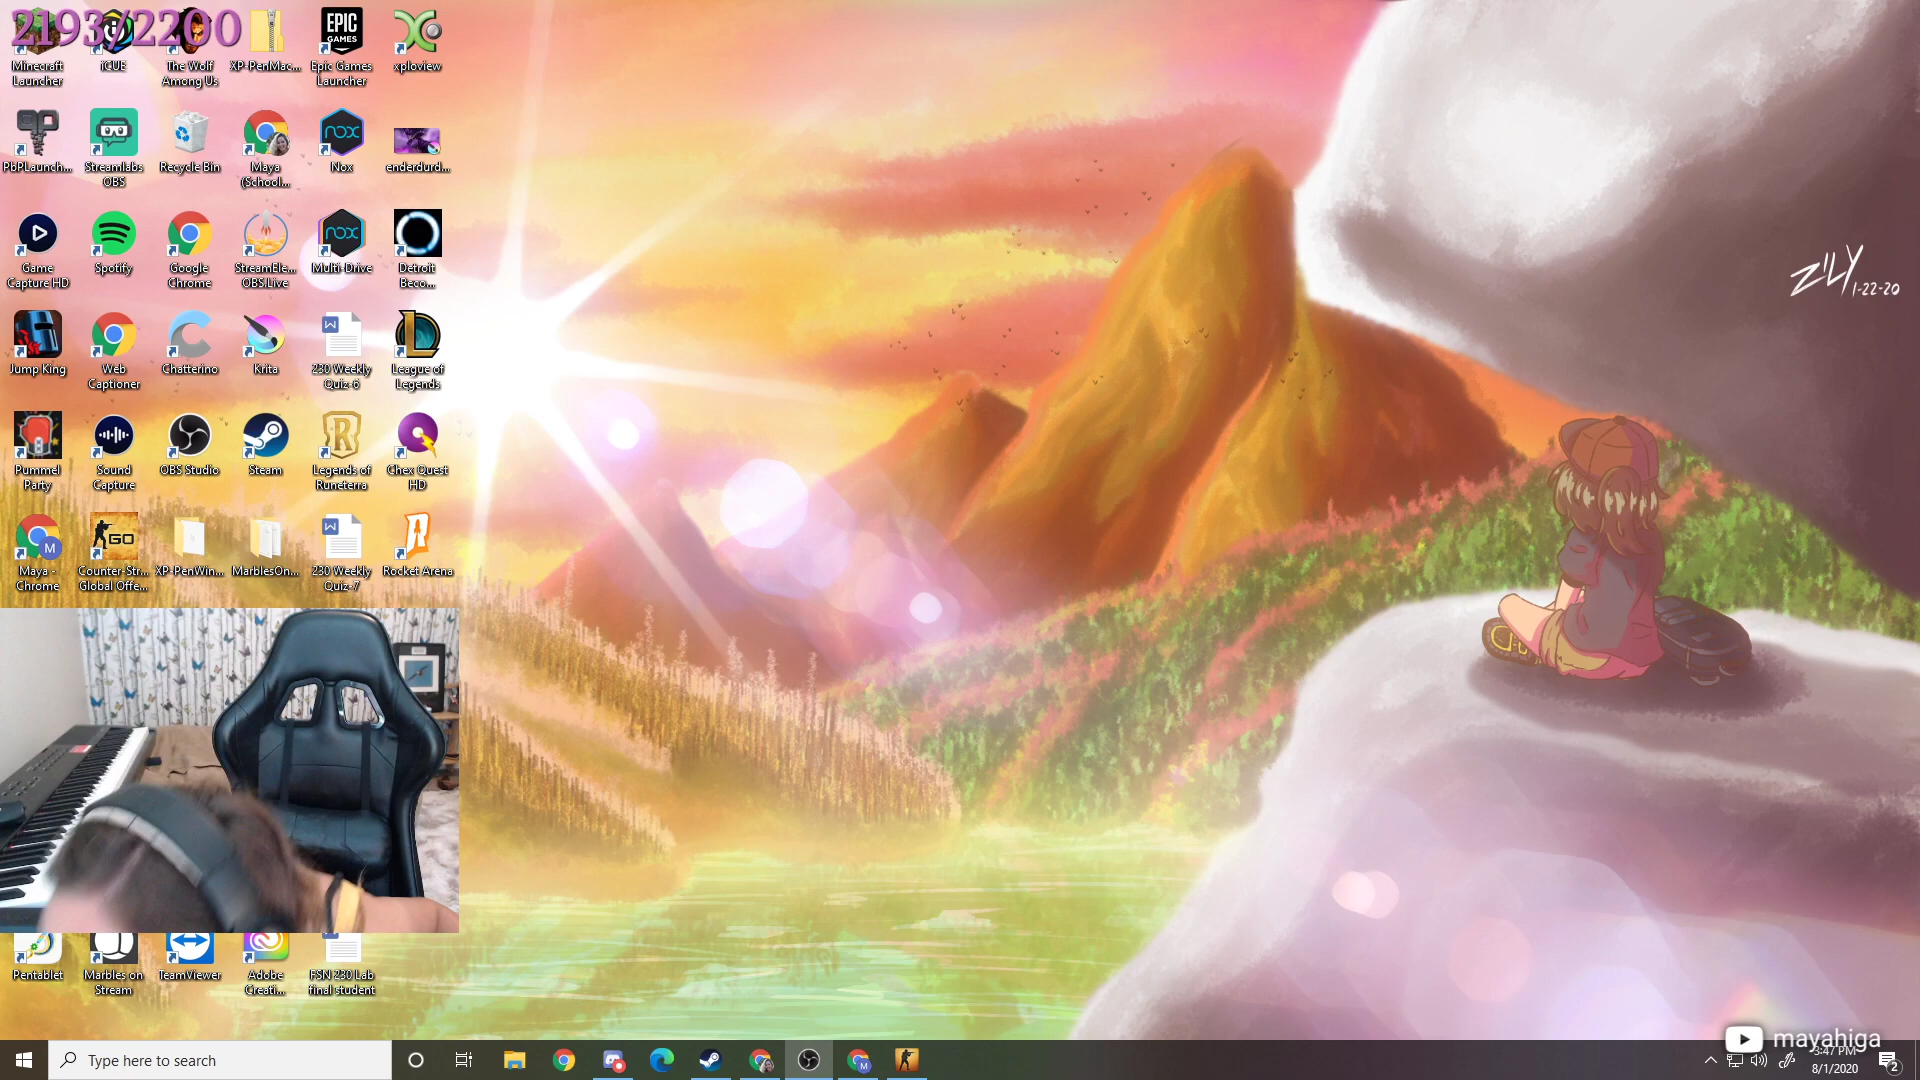 2193/2200
Minecraft Launcher
iCUE
The Wolf Among Us
XP-PenMac...
Epic Games Launcher
xploview
EPIC GAMES
PbPLaunch...
Streamlabs OBS
Recycle Bin
Maya (School...
Nox
enderdurd...
Game Capture HD
Spotify
Google Chrome
StreamEle... OBS.Live
Multi-Drive
Detroit Beco...
Jump King
Web Captioner
Chatterino
Krita
230 Weekly Quiz-6
League of Legends
Pummel Party
Sound Capture
OBS Studio
Steam
Legends of Runeterra
Chex Quest HD
Maya - Chrome
Counter-Str... Global Offe...
XP-PenWin...
MarblesOn...
230 Weekly Quiz-7
Rocket Arena
Pentablet
Marbles on Stream
TeamViewer
Adobe Creati...
FSN 230 Lab final student
ZILY
1-22-20
mayahiga
Type here to search
3:47 PM
8/1/2020
2